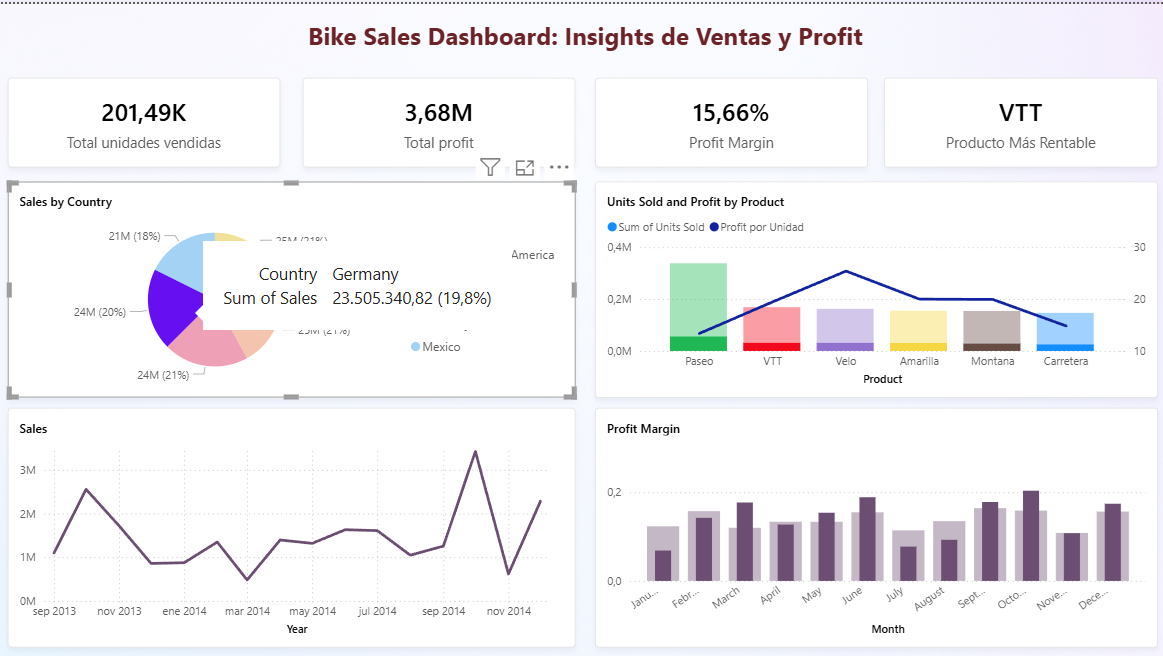 Bike Sales Dashboard: Insights de Ventas y Profit
201,49K
Total unidades vendidas
3,68M
Total profit
15,66%
Profit Margin
VTT
Producto Más Rentable
Sales by Country
21M (18%)
24M (20%)
24M (21%)
America
Mexico
Country Germany
Sum of Sales 23.505.340,82 (19,8%)
Units Sold and Profit by Product
Sum of Units Sold Profit por Unidad
0,4M
0,2M
0,0M
30
20
10
Paseo VTT Velo Amarilla Montana Carretera
Product
Sales
3M
2M
1M
0M
sep 2013 nov 2013 ene 2014 mar 2014 may 2014 jul 2014 sep 2014 nov 2014
Year
Profit Margin
0,2
0,0
Janu... Febr... March April May June July August Sept... Octo... Nove... Dece...
Month